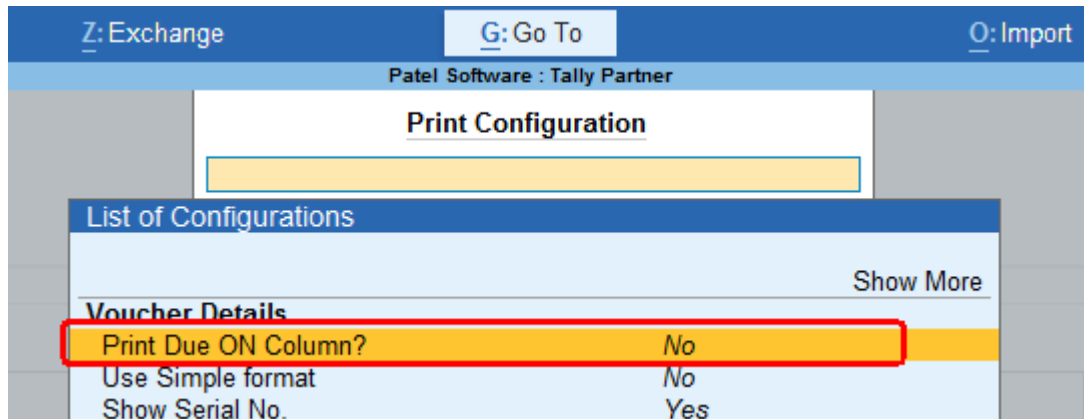 Z: Exchange G: Go To O: Import
Patel Software : Tally Partner
Print Configuration
List of Configurations
Show More
Voucher Details
Print Due ON Column? No
Use Simple format No
Show Serial No. Yes